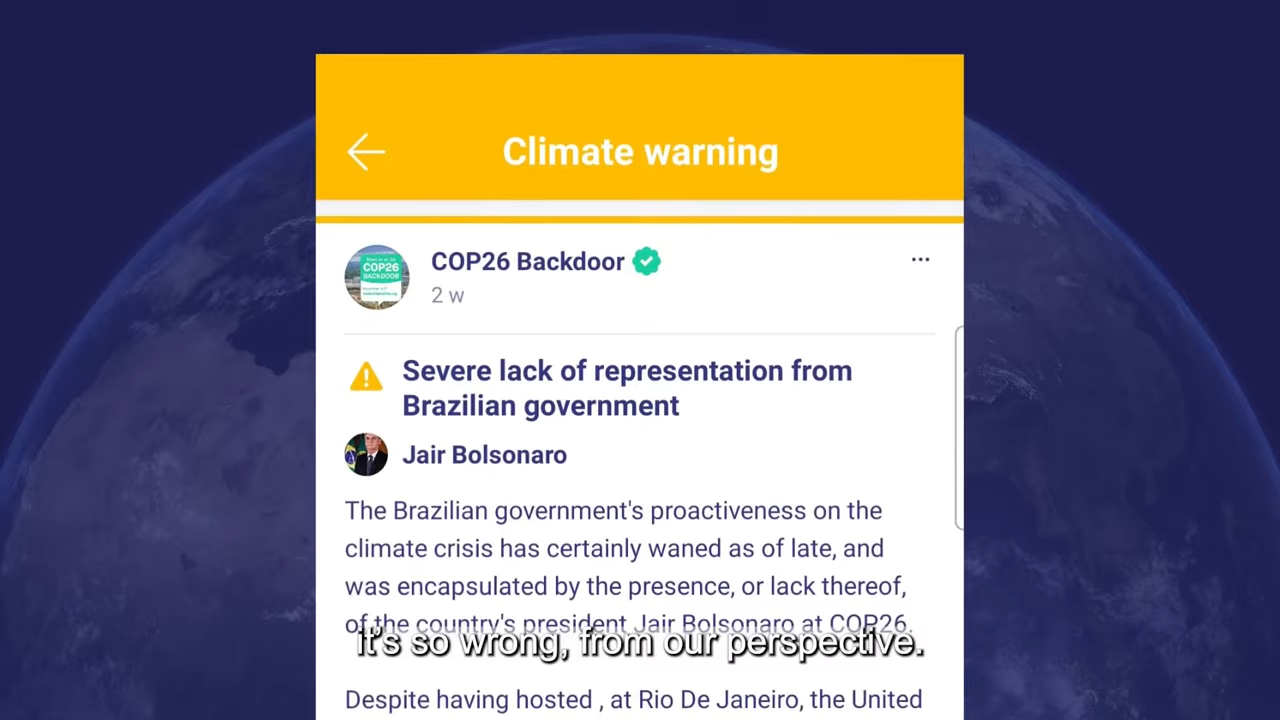 Climate warning
COP26
BACKDOOR
COP26 Backdoor
2 w
Severe lack of representation from
Brazilian government
Jair Bolsonaro
The Brazilian government's proactiveness on the
climate crisis has certainly waned as of late, and
was encapsulated by the presence, or lack thereof,
of the country's president Jair Bolsonaro at COP26.
it's so wrong, from our perspective.
Despite having hosted , at Rio De Janeiro, the United